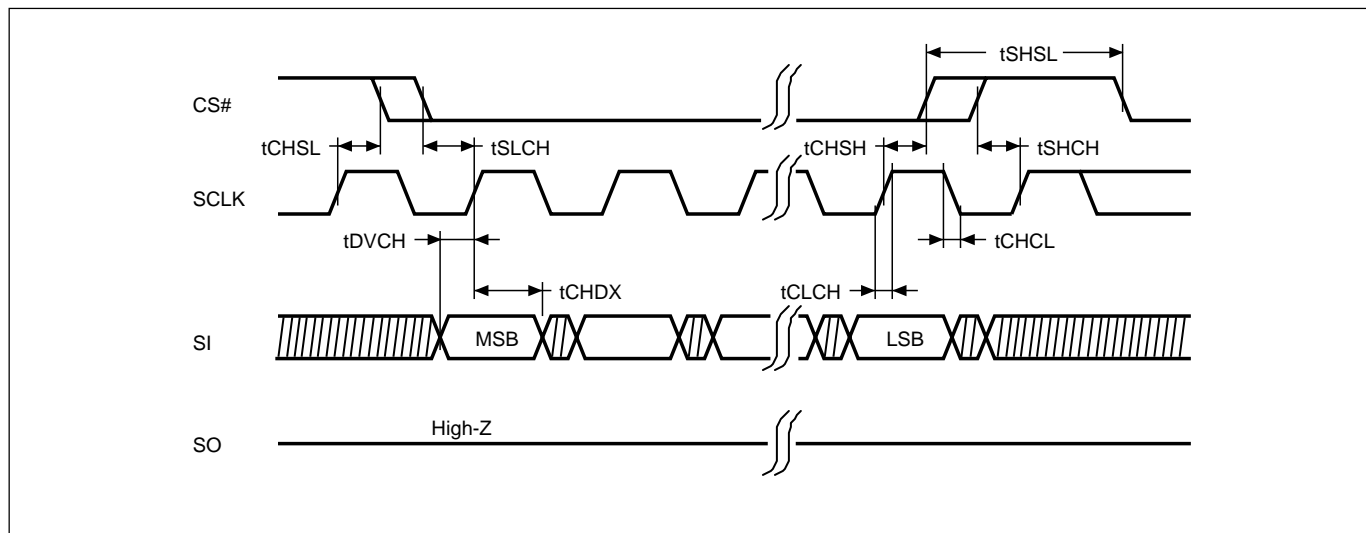 tSHSL
CS#
tCHSL
tSLCH
tCHSH
tSHCH
SCLK
tDVCH
tCHCL
tCHDX
tCLCH
SI
MSB
LSB
High-Z
SO